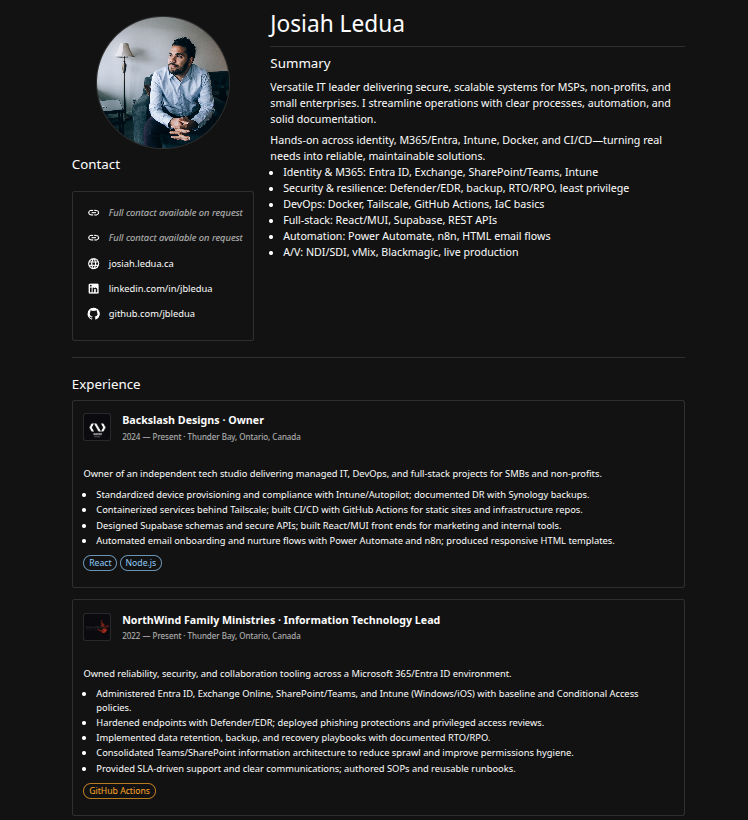 Josiah Ledua
Summary
Versatile IT leader delivering secure, scalable systems for MSPs, non-profits, and
small enterprises. I streamline operations with clear processes, automation, and
solid documentation.
Hands-on across identity, M365/Entra, Intune, Docker, and CI/CD—turning real
needs into reliable, maintainable solutions.
• Identity & M365: Entra ID, Exchange, SharePoint/Teams, Intune
• Security & resilience: Defender/EDR, backup, RTO/RPO, least privilege
• DevOps: Docker, Tailscale, GitHub Actions, IaC basics
• Full-stack: React/MUI, Supabase, REST APIs
• Automation: Power Automate, n8n, HTML email flows
• A/V: NDI/SDI, vMix, Blackmagic, live production
Contact
Full contact available on request
Full contact available on request
josiah.ledua.ca
linkedin.com/in/jbledua
github.com/jbledua
Experience
Backslash Designs · Owner
2024 — Present · Thunder Bay, Ontario, Canada
Owner of an independent tech studio delivering managed IT, DevOps, and full-stack projects for SMBs and non-profits.
• Standardized device provisioning and compliance with Intune/Autopilot; documented DR with Synology backups.
• Containerized services behind Tailscale; built CI/CD with GitHub Actions for static sites and infrastructure repos.
• Designed Supabase schemas and secure APIs; built React/MUI front ends for marketing and internal tools.
• Automated email onboarding and nurture flows with Power Automate and n8n; produced responsive HTML templates.
React Node.js
NorthWind Family Ministries · Information Technology Lead
2022 — Present · Thunder Bay, Ontario, Canada
Owned reliability, security, and collaboration tooling across a Microsoft 365/Entra ID environment.
• Administered Entra ID, Exchange Online, SharePoint/Teams, and Intune (Windows/iOS) with baseline and Conditional Access
policies.
• Hardened endpoints with Defender/EDR; deployed phishing protections and privileged access reviews.
• Implemented data retention, backup, and recovery playbooks with documented RTO/RPO.
• Consolidated Teams/SharePoint information architecture to reduce sprawl and improve permissions hygiene.
• Provided SLA-driven support and clear communications; authored SOPs and reusable runbooks.
GitHub Actions